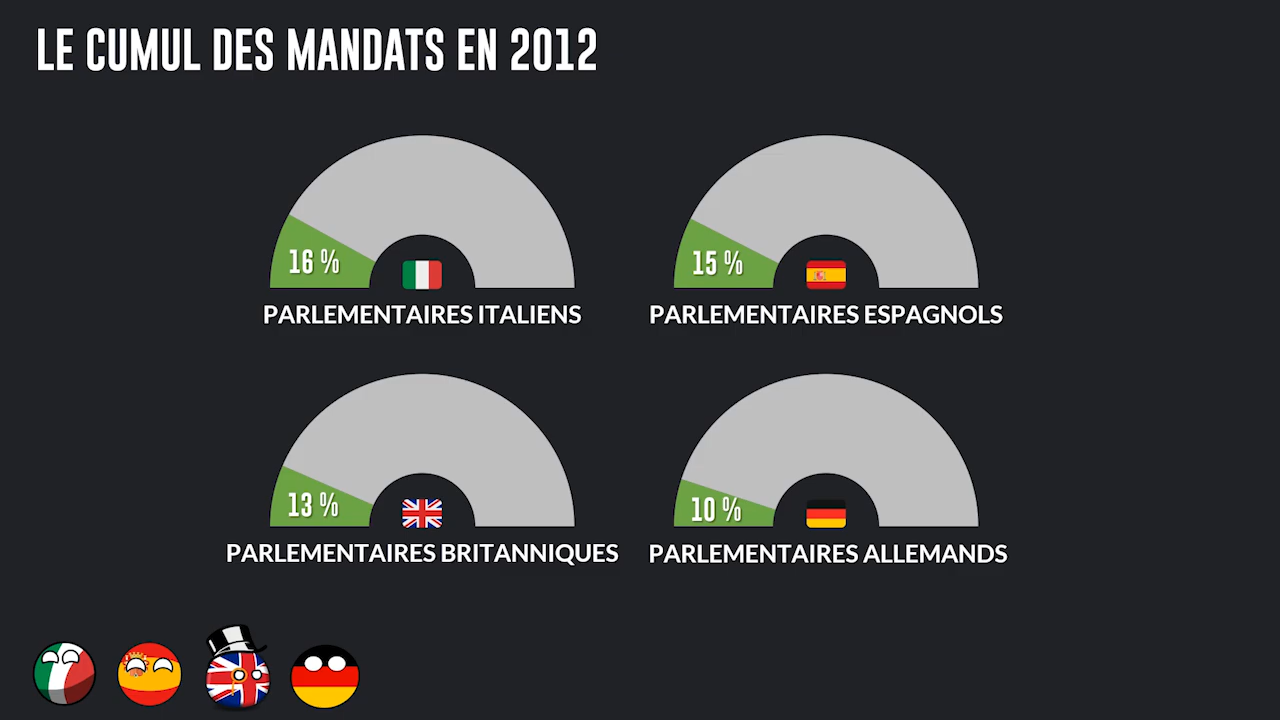 LE CUMUL DES MANDATS EN 2012
16 %
15 %
PARLEMENTAIRES ITALIENS
PARLEMENTAIRES ESPAGNOLS
13 %
10 %
PARLEMENTAIRES BRITANNIQUES
PARLEMENTAIRES ALLEMANDS